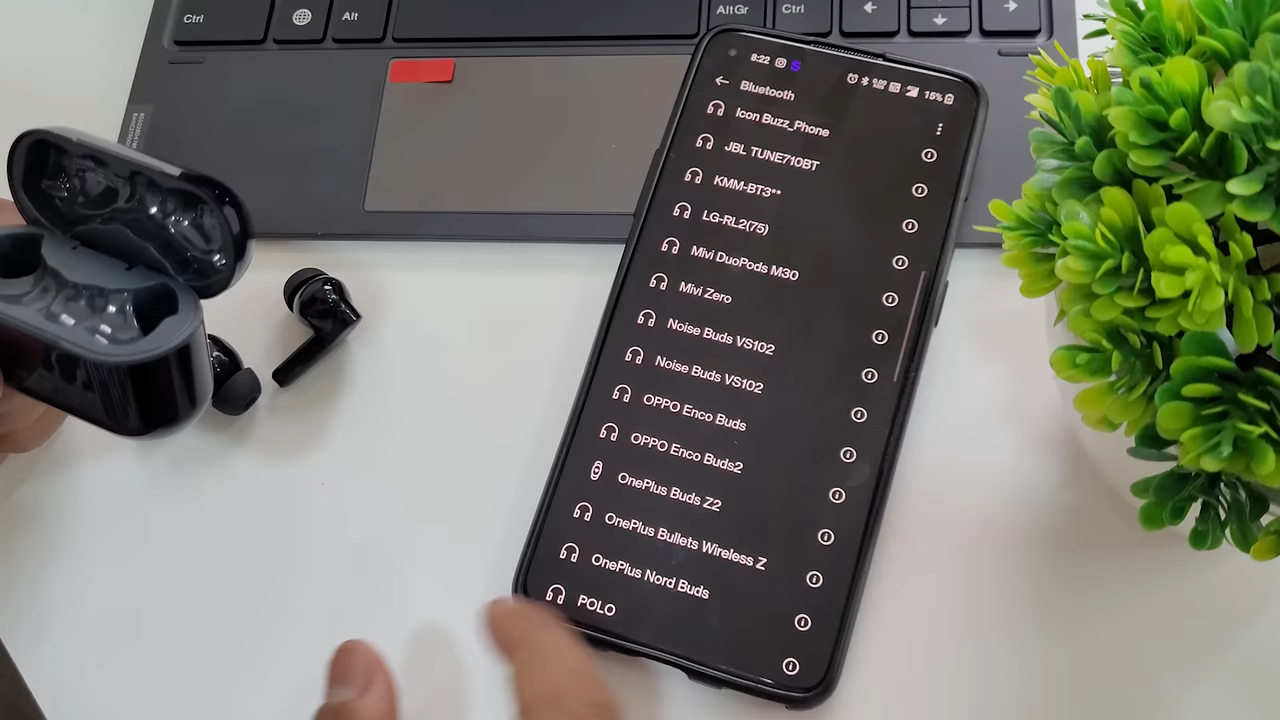 Ctrl
Alt
AltGr
Ctrl
8:22
15%
Bluetooth
Icon Buzz_Phone
JBL TUNE710BT
KMM-BT3**
LG-RL2(75)
Mivi DuoPods M30
Mivi Zero
Noise Buds VS102
Noise Buds VS102
OPPO Enco Buds
OPPO Enco Buds2
OnePlus Buds Z2
OnePlus Bullets Wireless Z
OnePlus Nord Buds
POLO